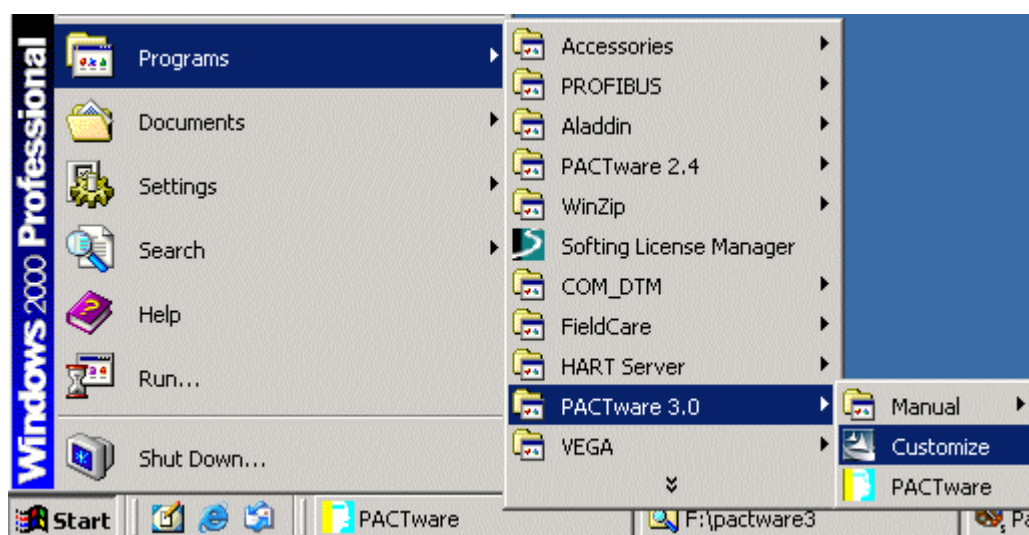 Windows 2000 Professional
Programs
Documents
Settings
Search
Help
Run...
Shut Down...
Accessories
PROFIBUS
Aladdin
PACTware 2.4
WinZip
Softing License Manager
COM_DTM
FieldCare
HART Server
PACTware 3.0
VEGA
Manual
Customize
PACTware
Start
PACTware
F:\pactware3